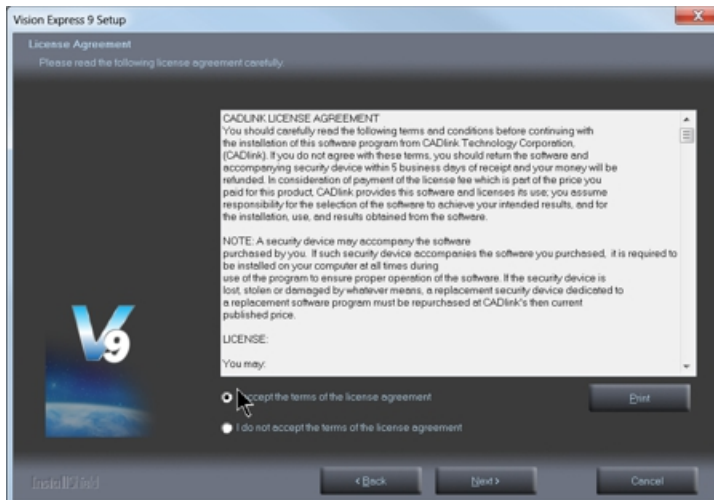 Vision Express 9 Setup
License Agreement
Please read the following license agreement carefully.
CADLINK LICENSE AGREEMENT
You should carefully read the following terms and conditions before continuing with
the installation of this software program from CADlink Technology Corporation,
(CADlink). If you do not agree with these terms, you should return the software and
accompanying security device within 5 business days of receipt and your money will be
refunded. In consideration of payment of the license fee which is part of the price you
paid for this product, CADlink provides this software and licenses its use; you assume
responsibility for the selection of the software to achieve your intended results, and for
the installation, use, and results obtained from the software.
NOTE: A security device may accompany the software
purchased by you. If such security device accompanies the software you purchased, it is required to
be installed on your computer at all times during
use of the program to ensure proper operation of the software. If the security device is
lost, stolen or damaged by whatever means, a replacement security device dedicated to
a replacement software program must be repurchased at CADlink's then current
published price.
LICENSE:
You may:
V9
accept the terms of the license agreement
Print
I do not accept the terms of the license agreement
InstallShield
< Back
Next >
Cancel